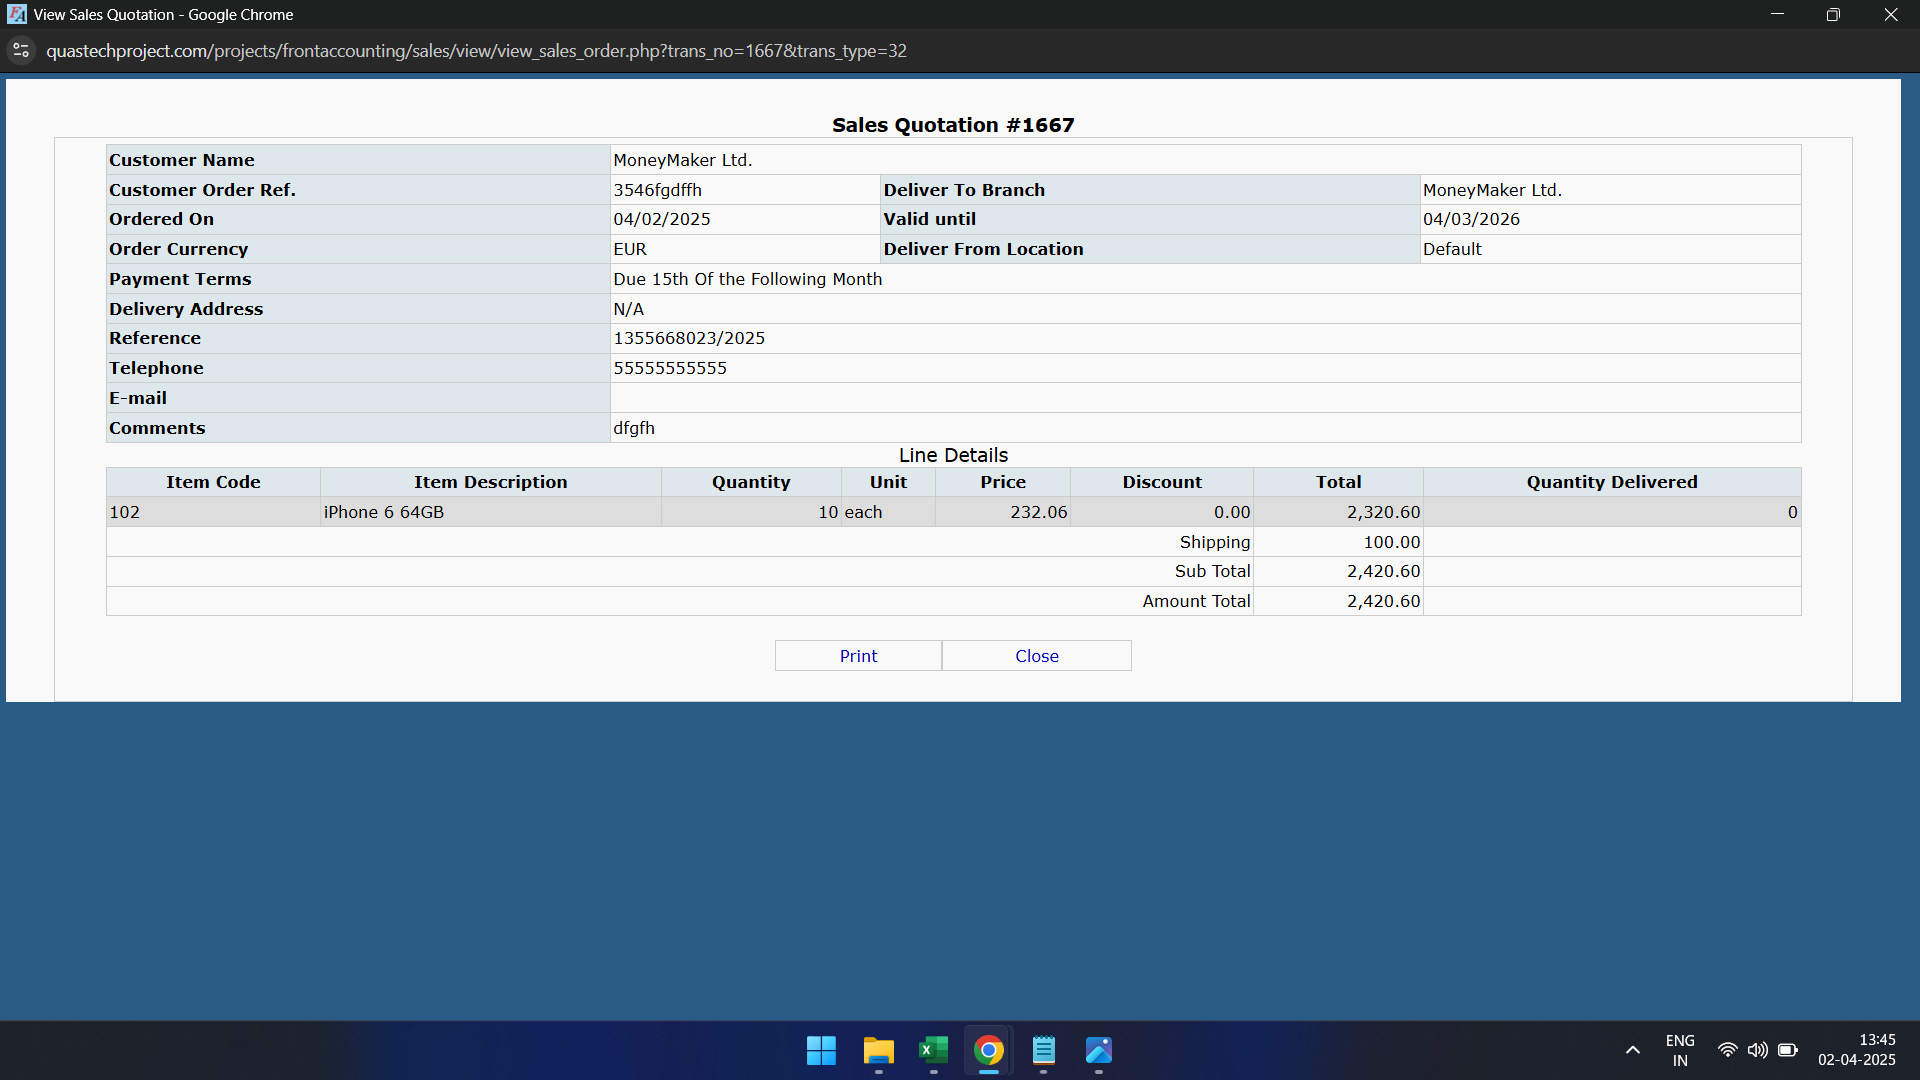 View Sales Quotation - Google Chrome
quastechproject.com/projects/frontaccounting/sales/view/view_sales_order.php?trans_no=1667&trans_type=32
Sales Quotation #1667
Customer Name MoneyMaker Ltd.
Customer Order Ref. 3546fgdffh Deliver To Branch MoneyMaker Ltd.
Ordered On 04/02/2025 Valid until 04/03/2026
Order Currency EUR Deliver From Location Default
Payment Terms Due 15th Of the Following Month
Delivery Address N/A
Reference 1355668023/2025
Telephone 55555555555
E-mail
Comments dfgfh
Line Details
Item Code Item Description Quantity Unit Price Discount Total Quantity Delivered
102 iPhone 6 64GB 10 each 232.06 0.00 2,320.60 0
Shipping 100.00
Sub Total 2,420.60
Amount Total 2,420.60
Print Close
ENG 13:45
IN 02-04-2025